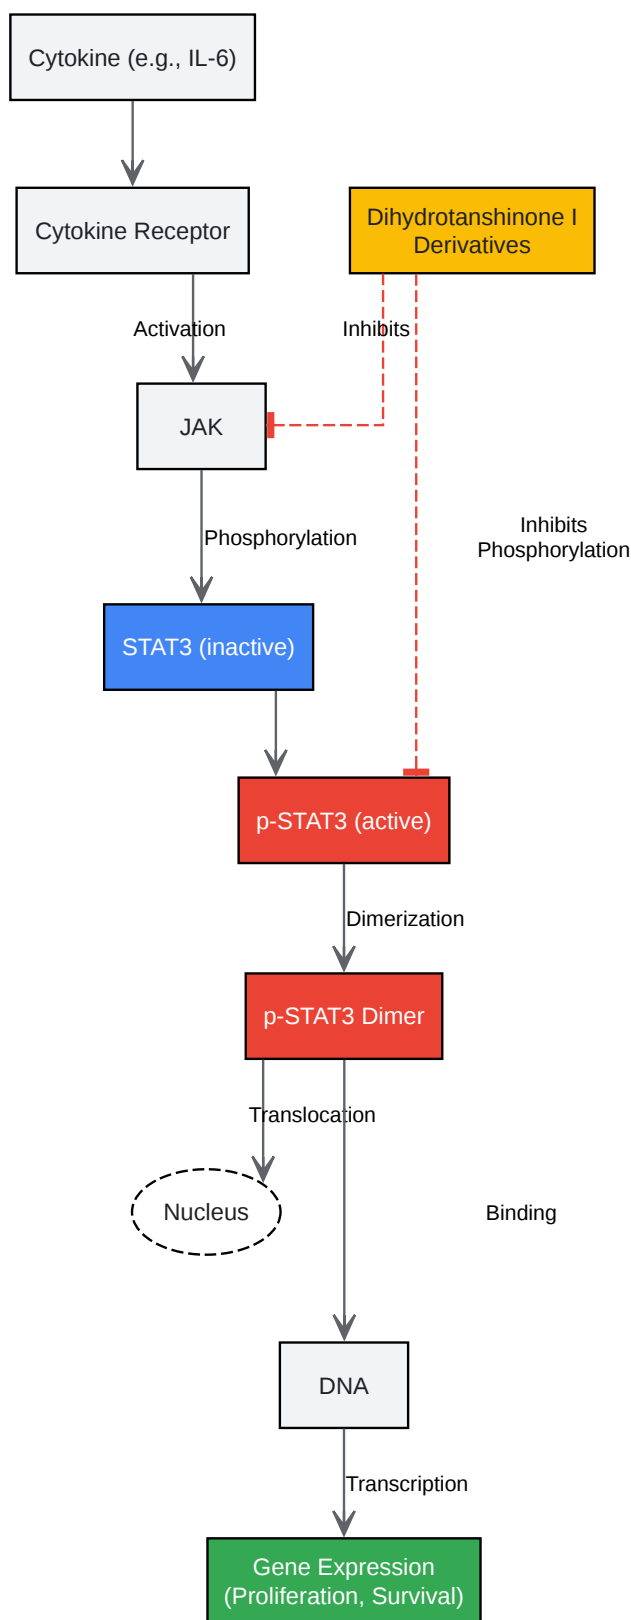 Cytokine (e.g., IL-6)
Cytokine Receptor
Dihydrotanshinone I
Derivatives
Activation
Inhibits
JAK
Inhibits
Phosphorylation
Phosphorylation
STAT3 (inactive)
p-STAT3 (active)
Dimerization
p-STAT3 Dimer
Translocation
Nucleus
Binding
DNA
Transcription
Gene Expression
(Proliferation, Survival)